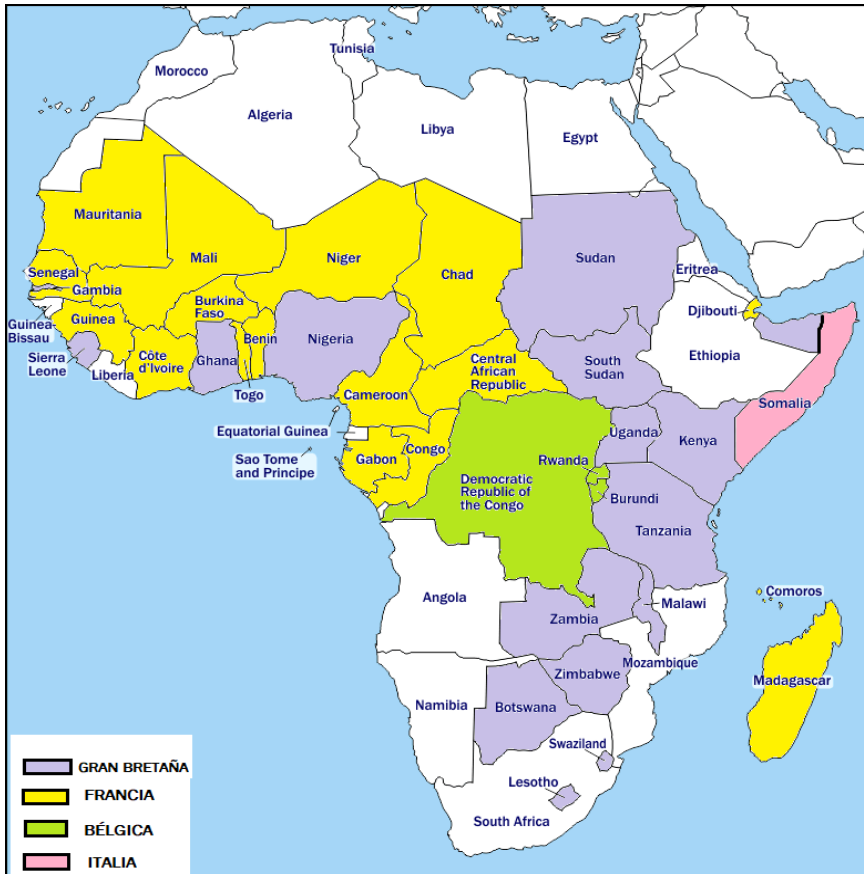 Tunisia
Morocco
Algeria
Libya
Egypt
Mauritania
Mali
Niger
Chad
Sudan
Eritrea
Senegal
Gambia
Burkina
Faso
Djibouti
Guinea
Bissau
Guinea
Benin
Nigeria
Ethiopia
Sierra
Leone
Côte
d'Ivoire
Ghana
Central
African
Republic
South
Sudan
Liberia
Togo
Cameroon
Somalia
Equatorial Guinea
Uganda
Kenya
Sao Tome
and Principe
Gabon
Congo
Rwanda
Democratic
Republic of
the Congo
Burundi
Tanzania
Comoros
Angola
Malawi
Zambia
Mozambique
Zimbabwe
Madagascar
Namibia
Botswana
Swaziland
Lesotho
South Africa
GRAN BRETAÑA
FRANCIA
BÉLGICA
ITALIA